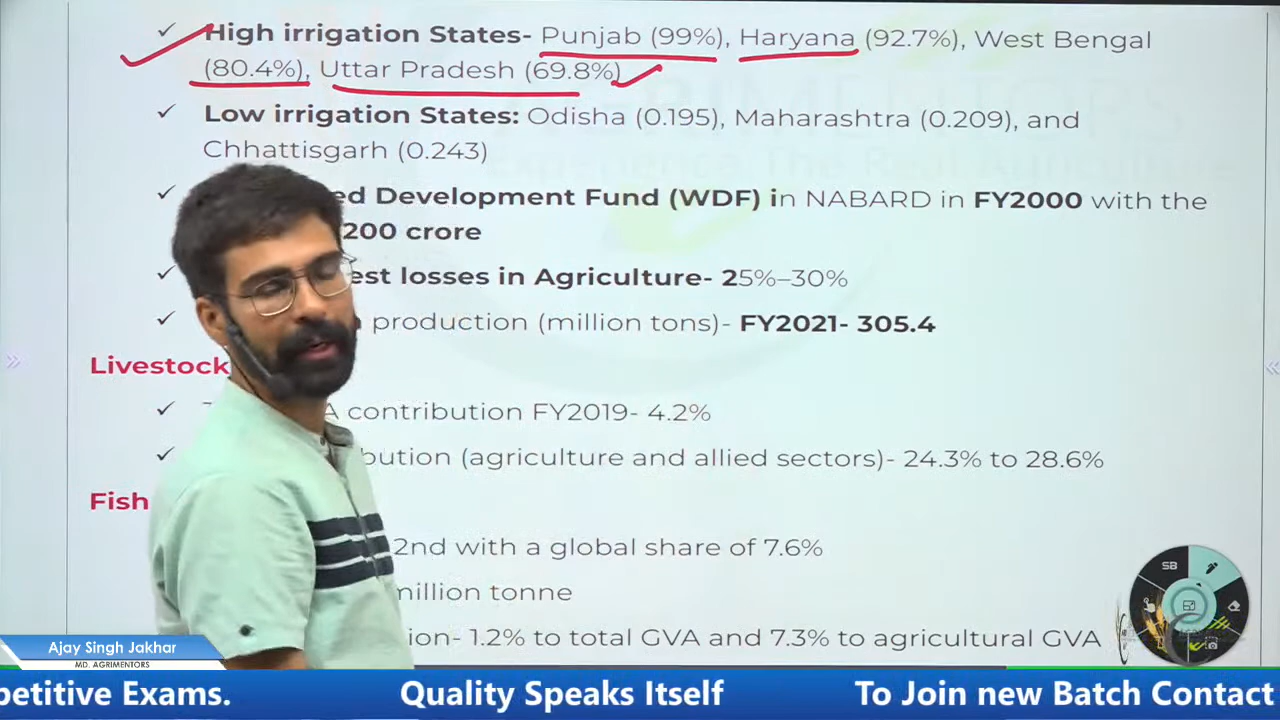 ✓ High irrigation States- Punjab (99%), Haryana (92.7%), West Bengal
(80.4%), Uttar Pradesh (69.8%)
✓ Low irrigation States: Odisha (0.195), Maharashtra (0.209), and
Chhattisgarh (0.243)
✓ ed Development Fund (WDF) in NABARD in FY2000 with the
200 crore
✓ est losses in Agriculture- 25%–30%
✓ production (million tons)- FY2021- 305.4
Livestock
✓ A contribution FY2019- 4.2%
✓ bution (agriculture and allied sectors)- 24.3% to 28.6%
Fish
2nd with a global share of 7.6%
million tonne
ion- 1.2% to total GVA and 7.3% to agricultural GVA
SB
Ajay Singh Jakhar
MD. AGRIMENTORS
petitive Exams. Quality Speaks Itself To Join new Batch Contact